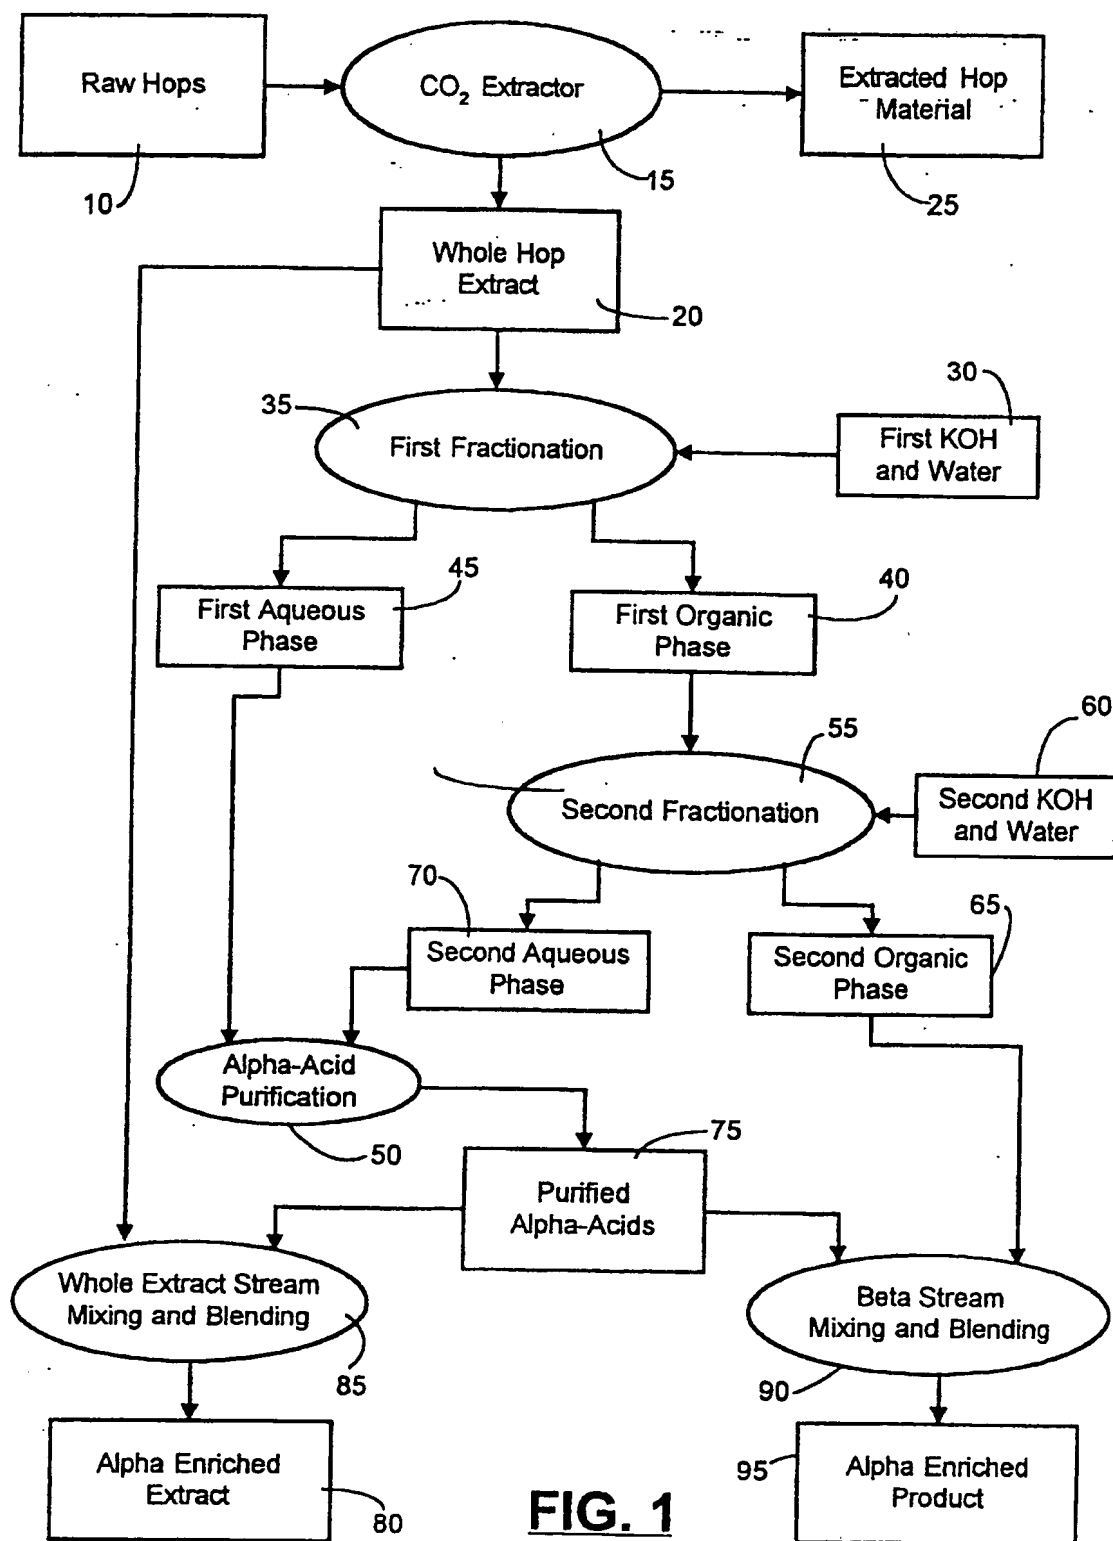 Raw Hops
CO₂ Extractor
Extracted Hop
Material
10
15
25
Whole Hop
Extract
20
35
First Fractionation
30
First KOH
and Water
45
First Aqueous
Phase
40
First Organic
Phase
55
Second Fractionation
60
Second KOH
and Water
70
Second Aqueous
Phase
65
Second Organic
Phase
Alpha-Acid
Purification
50
75
Purified
Alpha-Acids
Whole Extract Stream
Mixing and Blending
85
Beta Stream
Mixing and Blending
90
Alpha Enriched
Extract
80
95
Alpha Enriched
Product
FIG. 1